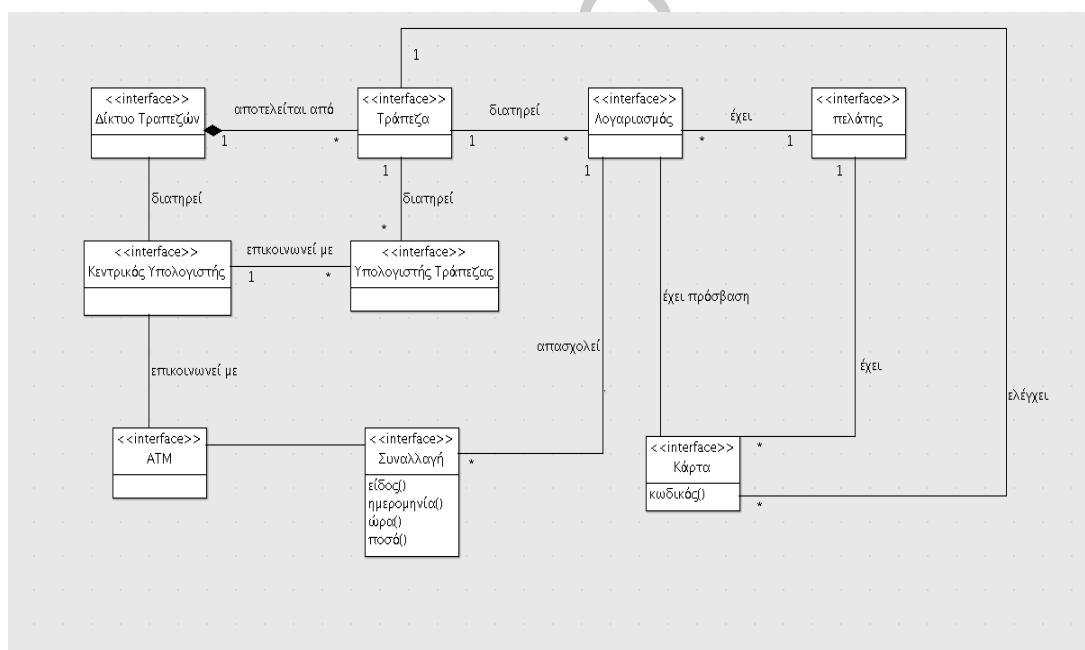 1
<<interface>>
Δίκτυο Τραπεζών
αποτελείται από
1
*
<<interface>>
Τράπεζα
διατηρεί
1
*
<<interface>>
Λογαριασμός
έχει
*
1
<<interface>>
πελάτης
διατηρεί
1
διατηρεί
*
1
1
<<interface>>
Κεντρικός Υπολογιστής
επικοινωνεί με
1
*
<<interface>>
Υπολογιστής Τράπεζας
έχει πρόσβαση
απασχολεί
επικοινωνεί με
έχει
ελέγχει
<<interface>>
ATM
<<interface>>
Συναλλαγή
είδος()
ημερομηνία()
ώρα()
ποσό()
*
<<interface>>
Κάρτα
κωδικός()
*
*